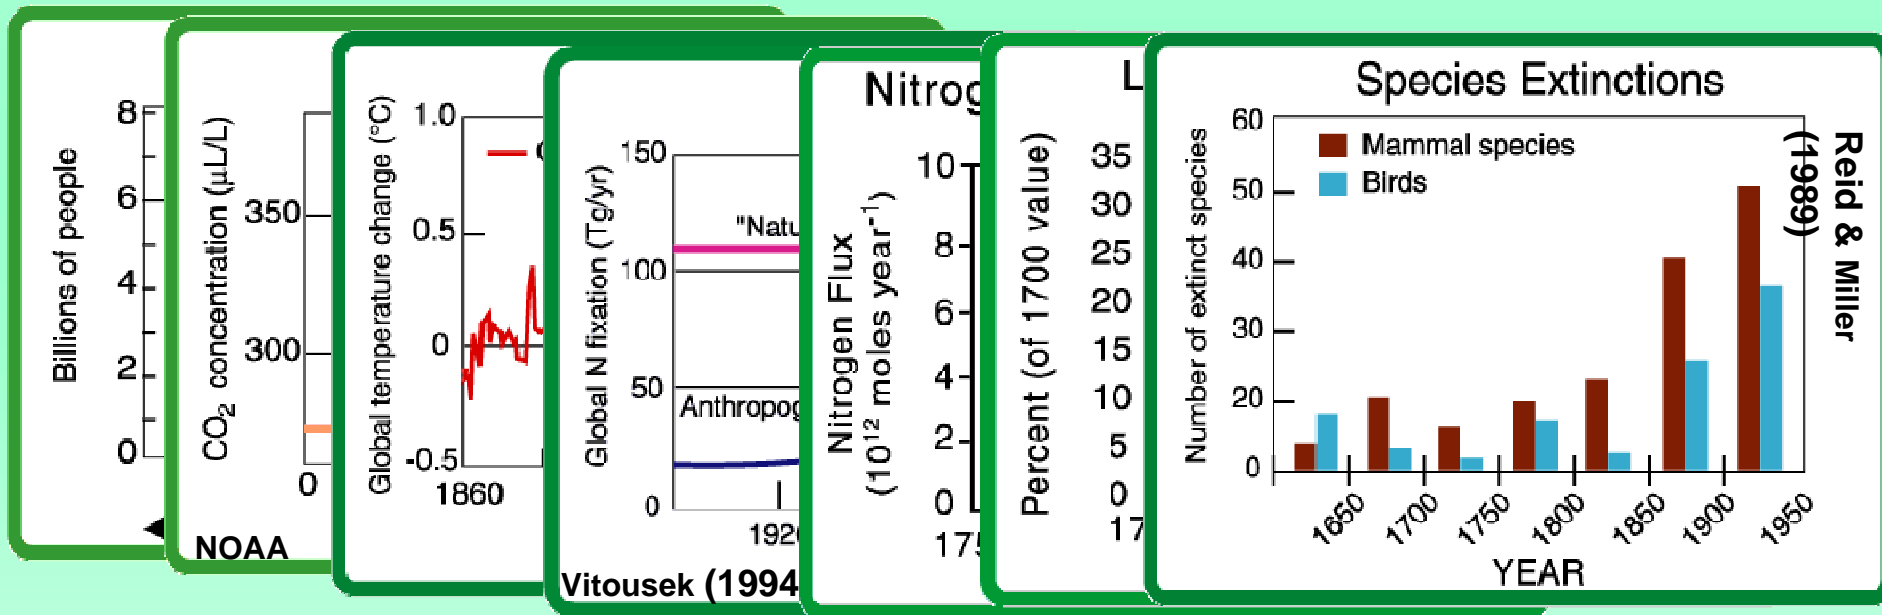 Billions of people
8
6
4
2
0
CO2 concentration (µL/L)
350
300
0
NOAA
Global temperature change (°C)
1.0
0.5
0
-0.5
1860
Global N fixation (Tg/yr)
150
100
50
0
"Natu
Anthropog
192
Vitousek (1994
Nitrog
Nitrogen Flux
(10¹² moles year⁻¹)
10
8
6
4
2
0
175
L
Percent (of 1700 value)
35
30
25
20
15
10
5
0
17
Species Extinctions
Number of extinct species
60
50
40
30
20
0
Mammal species
Birds
1650
1700
1750
1800
1850
1900
1950
YEAR
Reid & Miller
(1989)